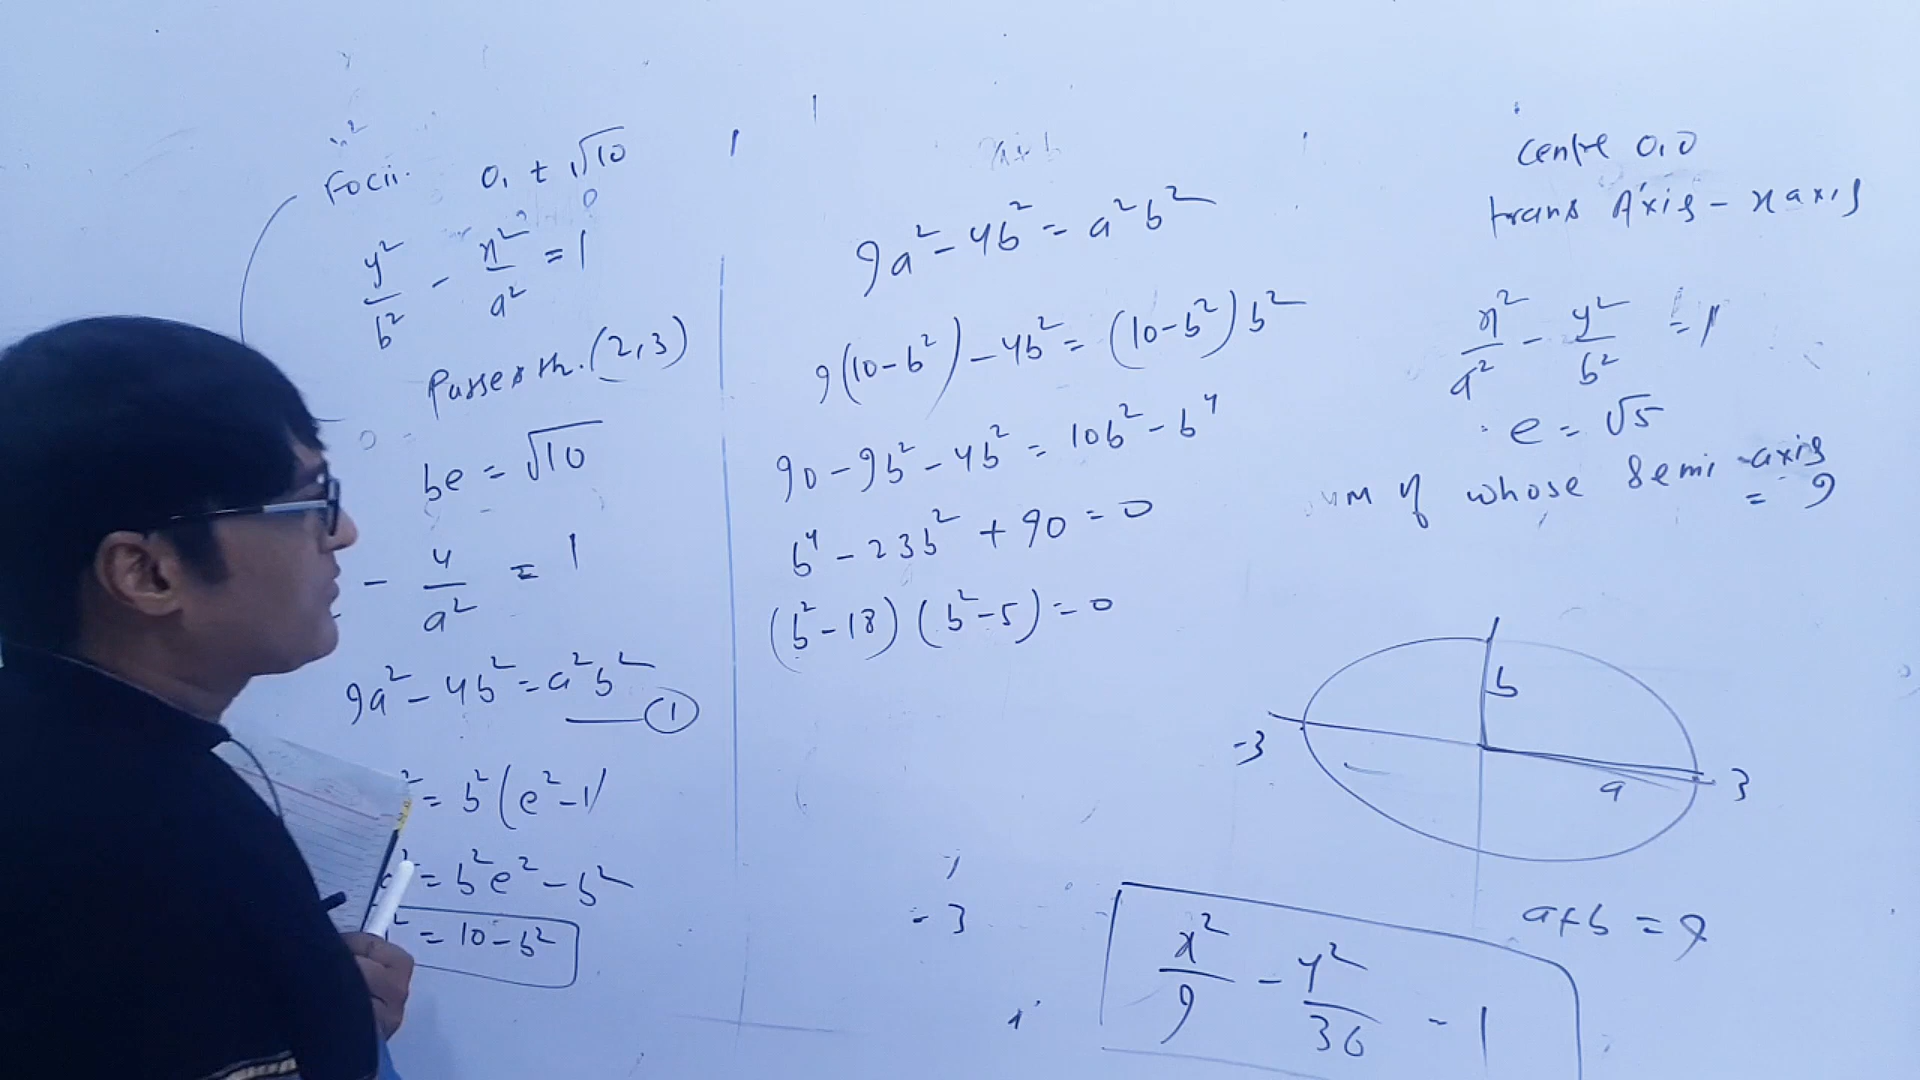 Focii. 0, ± √10
y²/b² - x²/a² = 1
Passes th. (2,3)
be = √10
- 4/a² = 1
9a² - 4b² = a²b² — (1)
= b²(e² - 1)
= b²e² - b²
= 10 - b²
9a² - 4b² = a²b²
9(10 - b²) - 4b² = (10 - b²)b²
90 - 9b² - 4b² = 10b² - b⁴
b⁴ - 23b² + 90 = 0
(b² - 18)(b² - 5) = 0
- 3
Centre 0,0
trans Axis - x axis
x²/a² - y²/b² = 1
e = √5
of whose semi-axis
= 9
b
-3
a
3
a+b = 9
x²/9 - y²/36 - 1